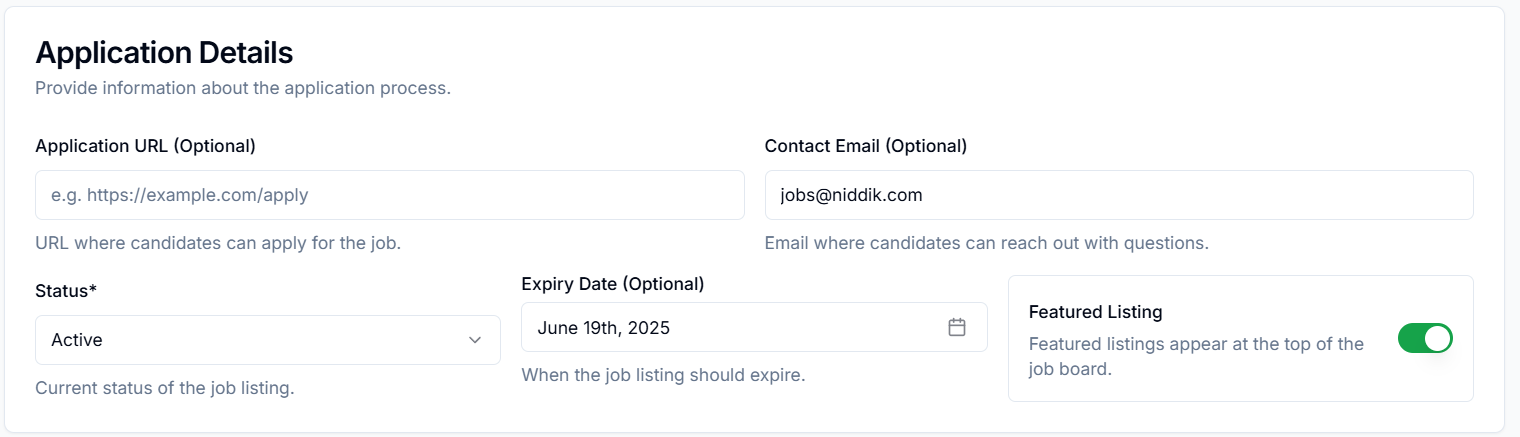 Application Details
Provide information about the application process.
Application URL (Optional)
e.g. https://example.com/apply
URL where candidates can apply for the job.
Contact Email (Optional)
jobs@niddik.com
Email where candidates can reach out with questions.
Status*
Active
Current status of the job listing.
Expiry Date (Optional)
June 19th, 2025
When the job listing should expire.
Featured Listing
Featured listings appear at the top of the
job board.